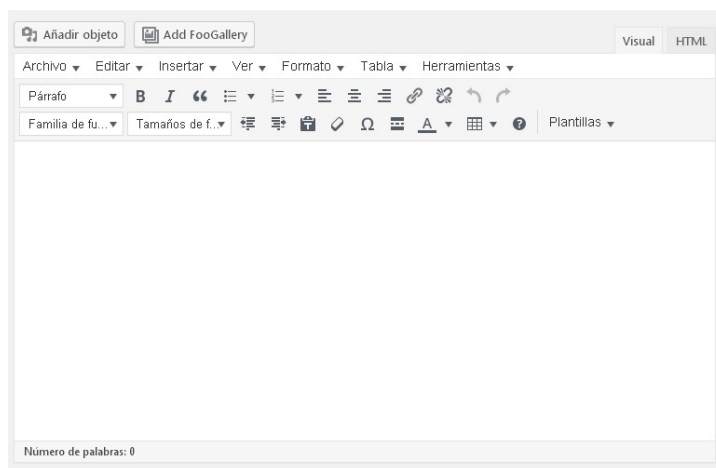 Añadir objeto Add FooGallery Visual HTML
Archivo Editar Insertar Ver Formato Tabla Herramientas
Párrafo B I
Familia de fu... Tamaños de f... Ω A Plantillas
Número de palabras: 0